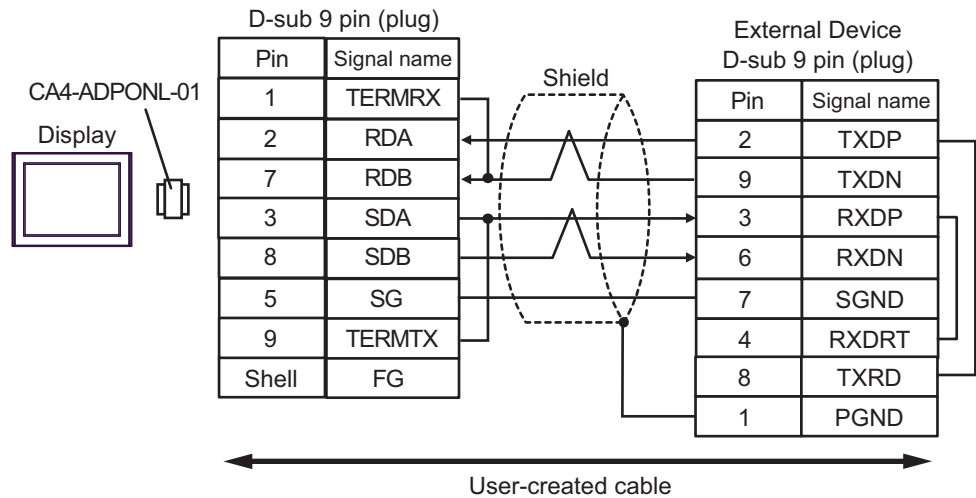 D-sub 9 pin (plug)
Pin Signal name
1 TERMRX
2 RDA
7 RDB
3 SDA
8 SDB
5 SG
9 TERMTX
Shell FG
CA4-ADPONL-01
Display
Shield
External Device
D-sub 9 pin (plug)
Pin Signal name
2 TXDP
9 TXDN
3 RXDP
6 RXDN
7 SGND
4 RXDRT
8 TXRD
1 PGND
User-created cable